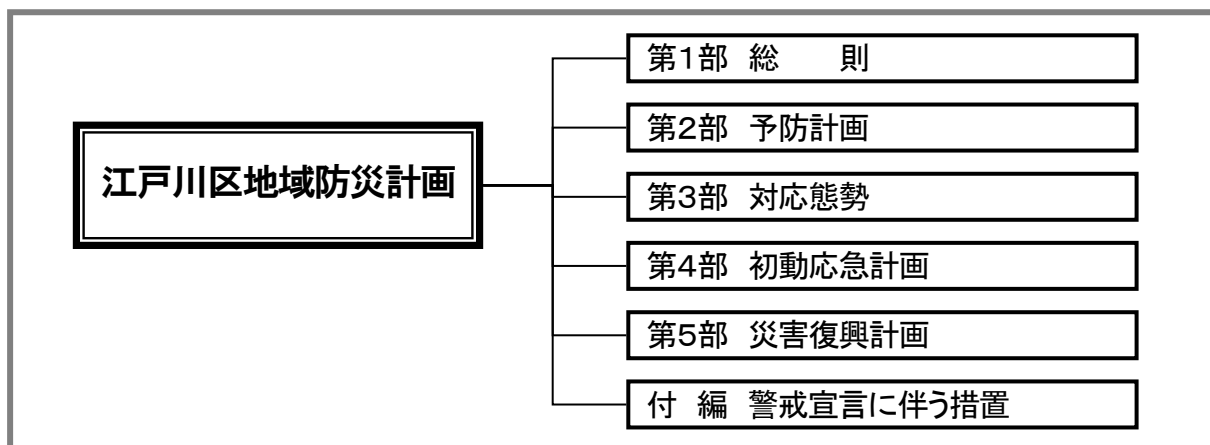 江戸川区地域防災計画
第1部 総　　則
第2部 予防計画
第3部 対応態勢
第4部 初動応急計画
第5部 災害復興計画
付　編 警戒宣言に伴う措置